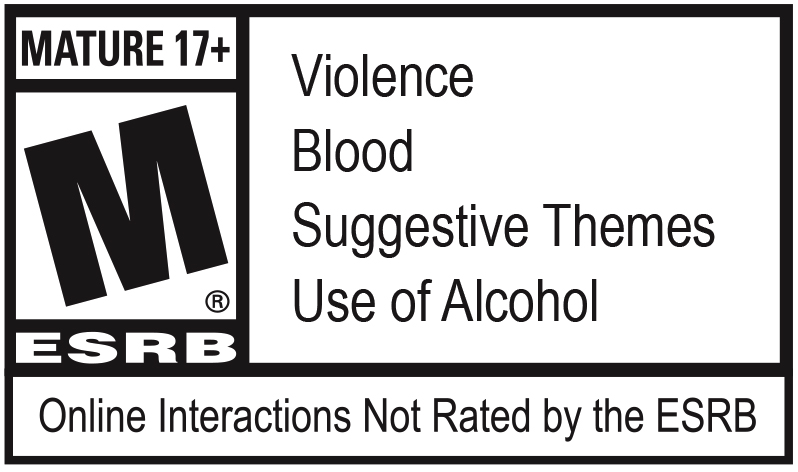 MATURE 17+
M
®
ESRB
Violence
Blood
Suggestive Themes
Use of Alcohol
Online Interactions Not Rated by the ESRB